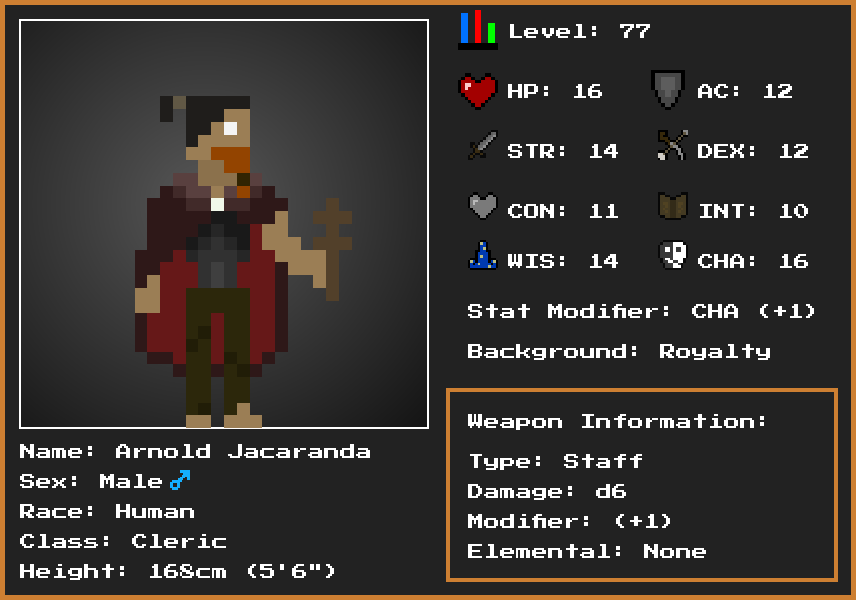 Level: 77
HP: 16
AC: 12
STR: 14
DEX: 12
CON: 11
INT: 10
WIS: 14
CHA: 16
Stat Modifier: CHA (+1)
Background: Royalty
Weapon Information:
Type: Staff
Damage: d6
Modifier: (+1)
Elemental: None
Name: Arnold Jacaranda
Sex: Male♂
Race: Human
Class: Cleric
Height: 168cm (5'6")